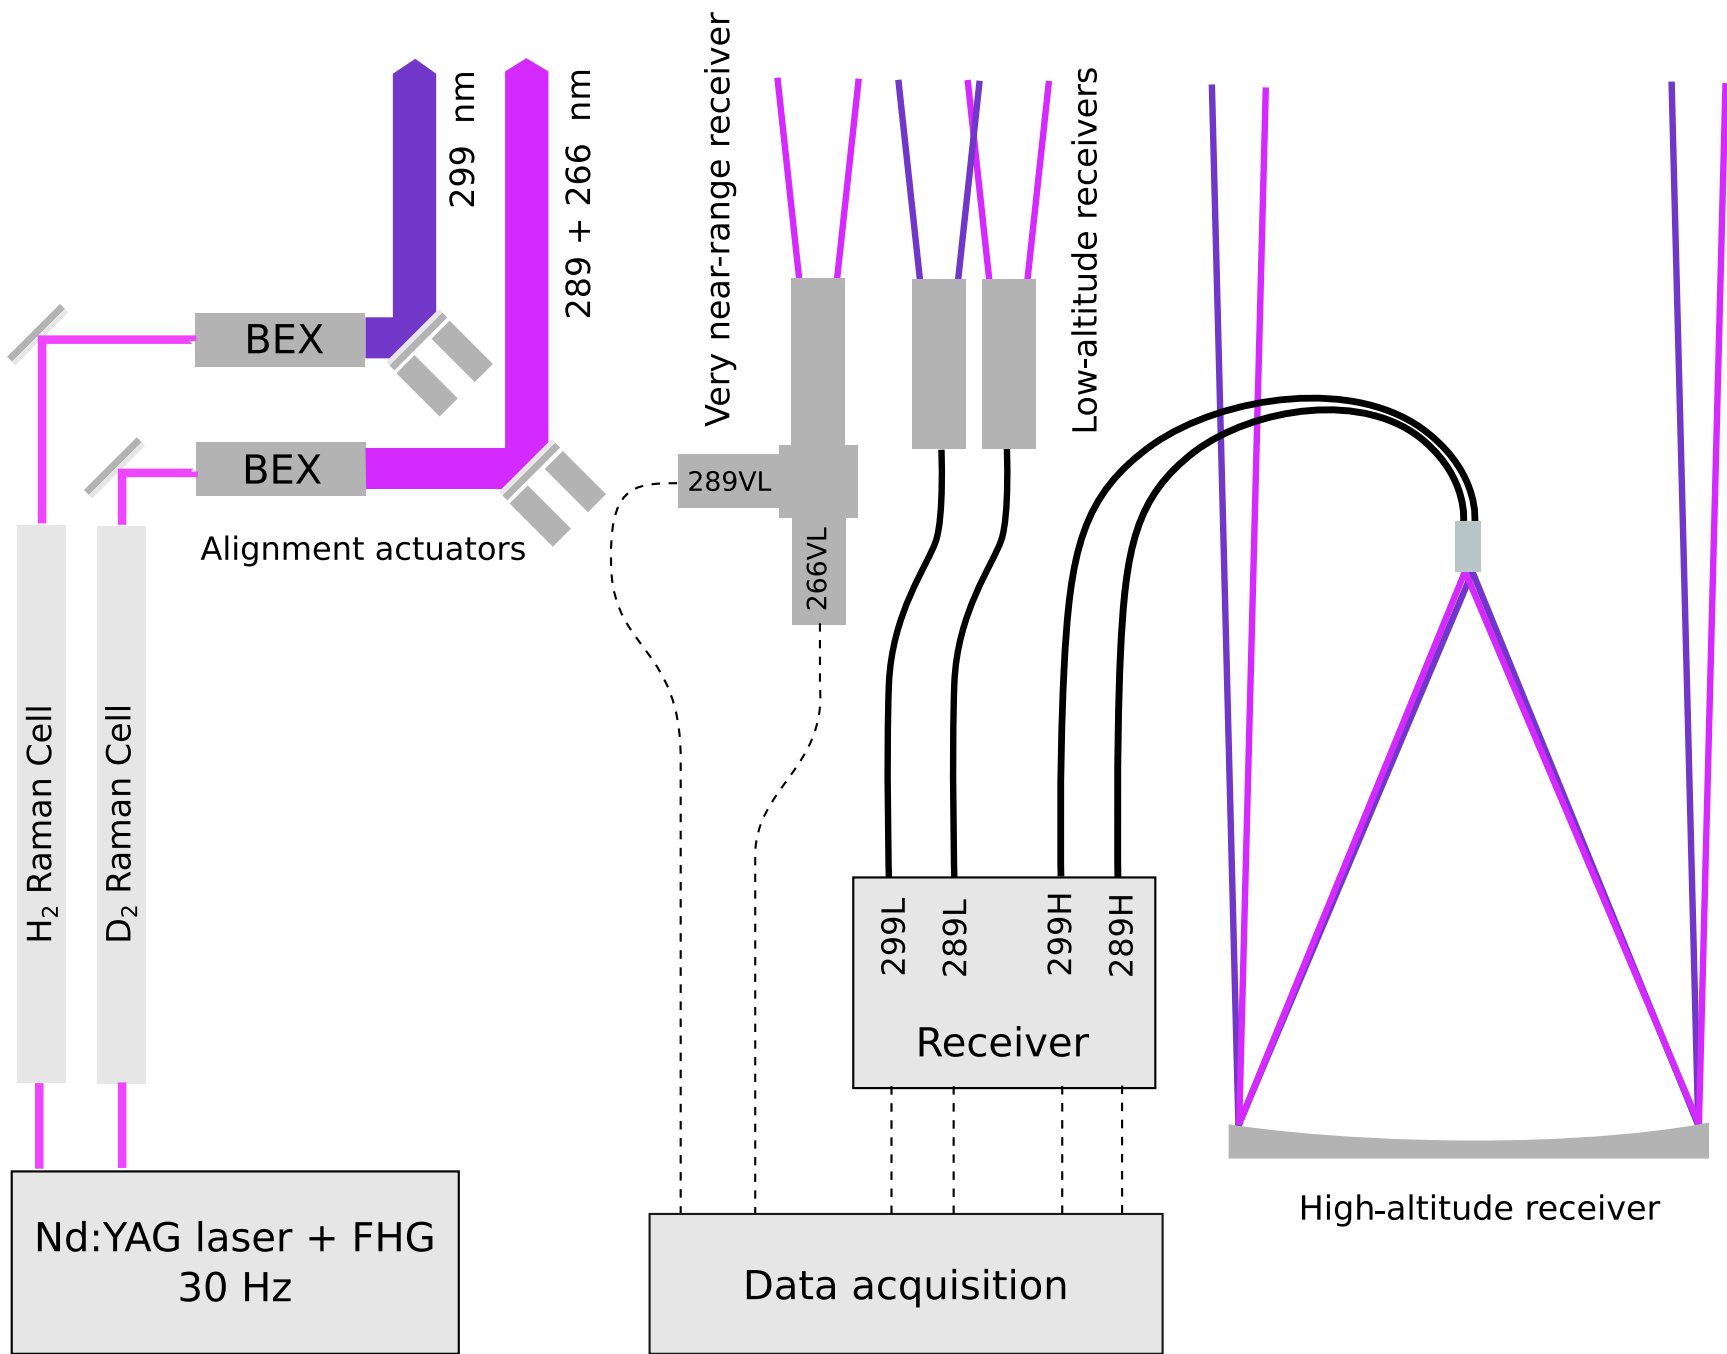 299 nm
289 + 266 nm
Very near-range receiver
Low-altitude receivers
BEX
BEX
Alignment actuators
289VL
266VL
H₂ Raman Cell
D₂ Raman Cell
299L
289L
299H
289H
Receiver
High-altitude receiver
Nd:YAG laser + FHG
30 Hz
Data acquisition